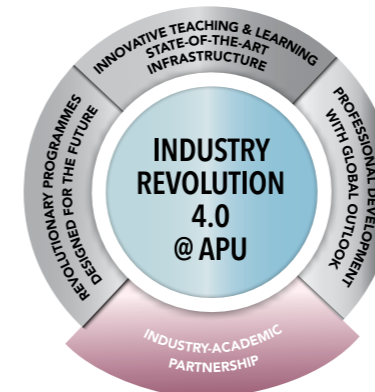 INNOVATIVE TEACHING & LEARNING
STATE-OF-THE-ART
INFRASTRUCTURE
REVOLUTIONARY PROGRAMMES
DESIGNED FOR THE FUTURE
INDUSTRY
REVOLUTION
4.0
@ APU
PROFESSIONAL DEVELOPMENT
WITH GLOBAL OUTLOOK
INDUSTRY-ACADEMIC
PARTNERSHIP